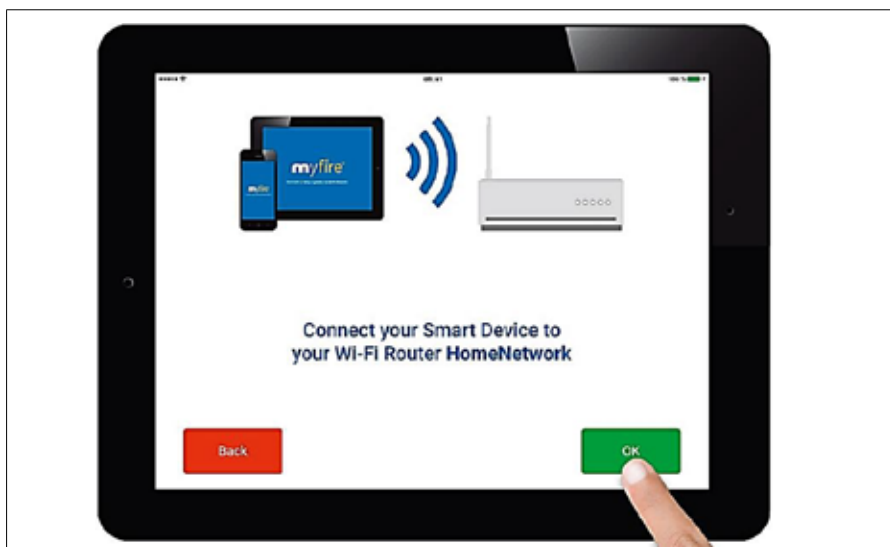 myfire
myfire
Connect your Smart Device to
your Wi-Fi Router HomeNetwork
Back
OK